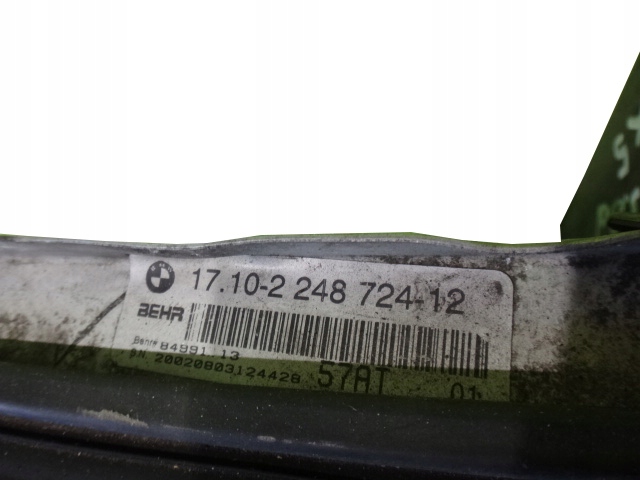 17.10-2 248 724-12
BEHR
Behr# 84991 13
SN 20020803124428 57AT 01